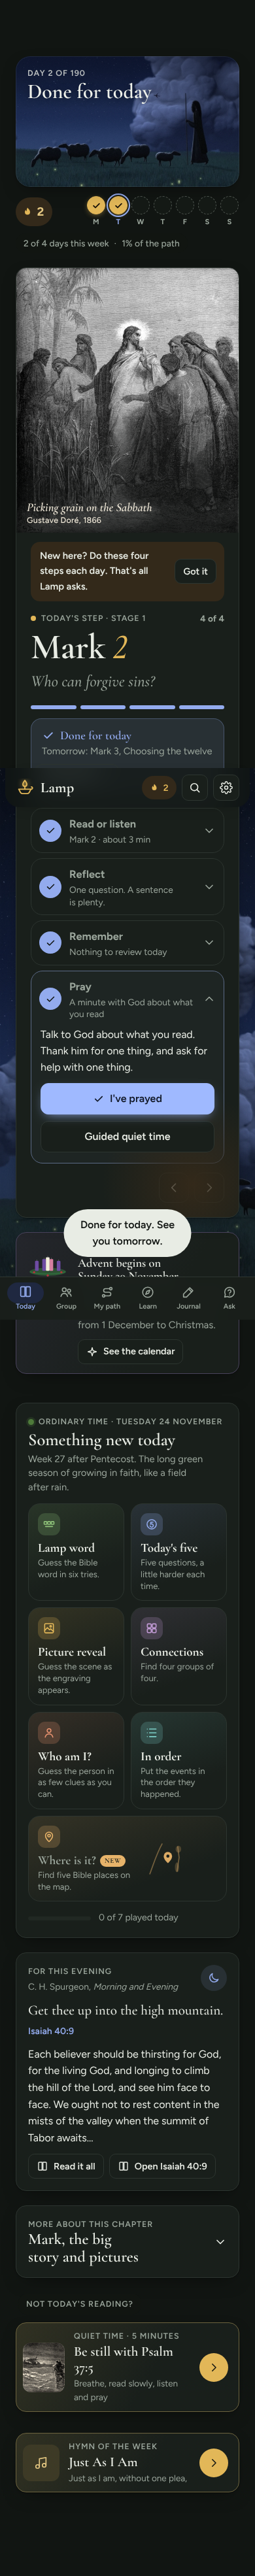 DAY 2 OF 190
Done for today
2
M T W T F S S
2 of 4 days this week · 1% of the path
Picking grain on the Sabbath
Gustave Doré, 1866
New here? Do these four
steps each day. That's all
Lamp asks.
Got it
TODAY'S STEP · STAGE 1
4 of 4
Mark 2
Who can forgive sins?
Done for today
Tomorrow: Mark 3, Choosing the twelve
Lamp
2
Read or listen
Mark 2 · about 3 min
Reflect
One question. A sentence
is plenty.
Remember
Nothing to review today
Pray
A minute with God about what
you read
Talk to God about what you read.
Thank him for one thing, and ask for
help with one thing.
I've prayed
Guided quiet time
Done for today. See
you tomorrow.
Advent begins on
Sunday 29 November
Today
Group
My path
Learn
Journal
Ask
from 1 December to Christmas.
See the calendar
ORDINARY TIME · TUESDAY 24 NOVEMBER
Something new today
Week 27 after Pentecost. The long green
season of growing in faith, like a field
after rain.
Lamp word
Guess the Bible
word in six tries.
Today's five
Five questions, a
little harder each
time.
Picture reveal
Guess the scene as
the engraving
appears.
Connections
Find four groups of
four.
Who am I?
Guess the person in
as few clues as you
can.
In order
Put the events in
the order they
happened.
Where is it? NEW
Find five Bible places on
the map.
0 of 7 played today
FOR THIS EVENING
C. H. Spurgeon, Morning and Evening
Get thee up into the high mountain.
Isaiah 40:9
Each believer should be thirsting for God,
for the living God, and longing to climb
the hill of the Lord, and see him face to
face. We ought not to rest content in the
mists of the valley when the summit of
Tabor awaits…
Read it all
Open Isaiah 40:9
MORE ABOUT THIS CHAPTER
Mark, the big
story and pictures
NOT TODAY'S READING?
QUIET TIME · 5 MINUTES
Be still with Psalm
37:5
Breathe, read slowly, listen
and pray
HYMN OF THE WEEK
Just As I Am
Just as I am, without one plea,